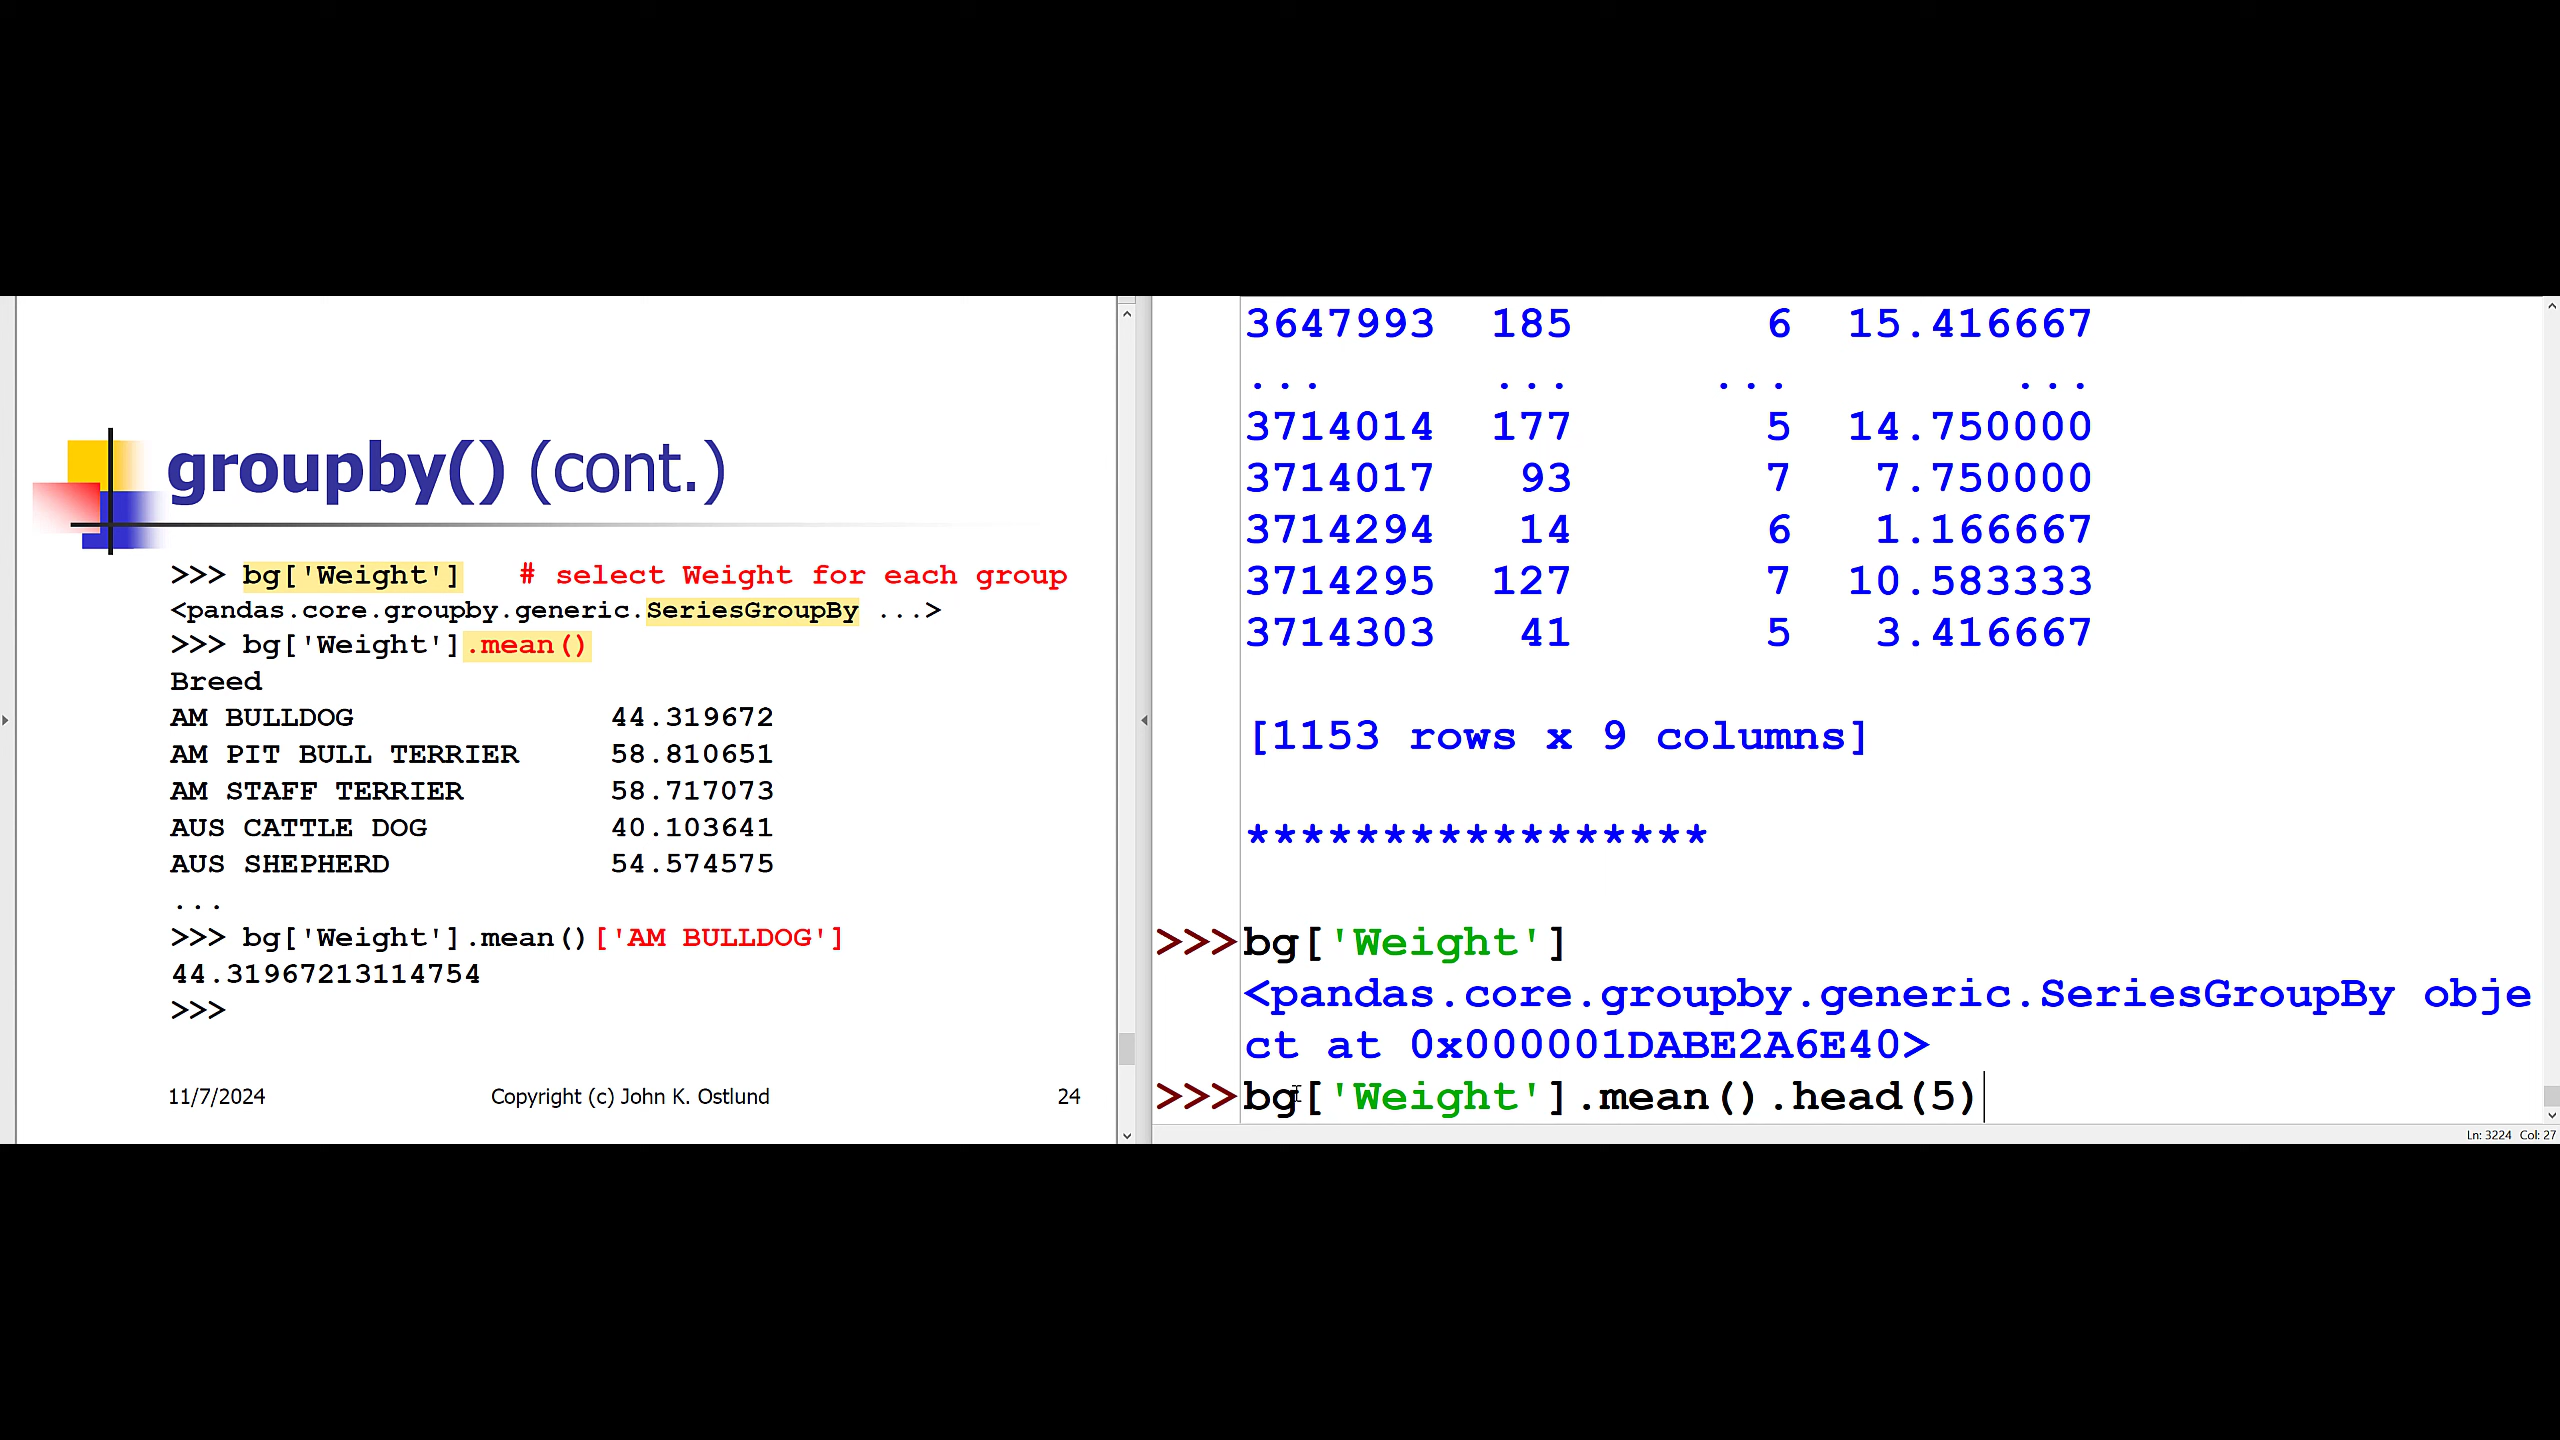 groupby() (cont.)
>>> bg['Weight']   # select Weight for each group
<pandas.core.groupby.generic.SeriesGroupBy ...>
>>> bg['Weight'].mean()
Breed
AM BULLDOG              44.319672
AM PIT BULL TERRIER     58.810651
AM STAFF TERRIER        58.717073
AUS CATTLE DOG          40.103641
AUS SHEPHERD            54.574575
...
>>> bg['Weight'].mean()['AM BULLDOG']
44.31967213114754
>>>
11/7/2024    Copyright (c) John K. Ostlund    24
3647993  185       6  15.416667
...      ...     ...        ...
3714014  177       5  14.750000
3714017   93       7   7.750000
3714294   14       6   1.166667
3714295  127       7  10.583333
3714303   41       5   3.416667
[1153 rows x 9 columns]
*****************
>>> bg['Weight']
<pandas.core.groupby.generic.SeriesGroupBy obje
ct at 0x000001DABE2A6E40>
>>> bg['Weight'].mean().head(5)
Ln: 3224  Col: 27